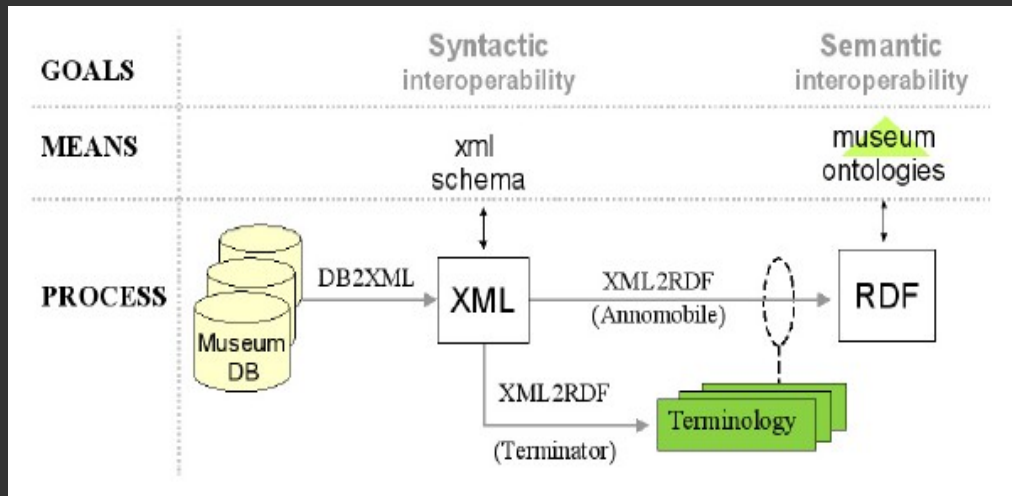 GOALS
Syntactic
interoperability
Semantic
interoperability
MEANS
xml
schema
museum
ontologies
PROCESS
Museum
DB
DB2XML
XML
XML2RDF
(Annomobile)
RDF
XML2RDF
(Terminator)
Terminology